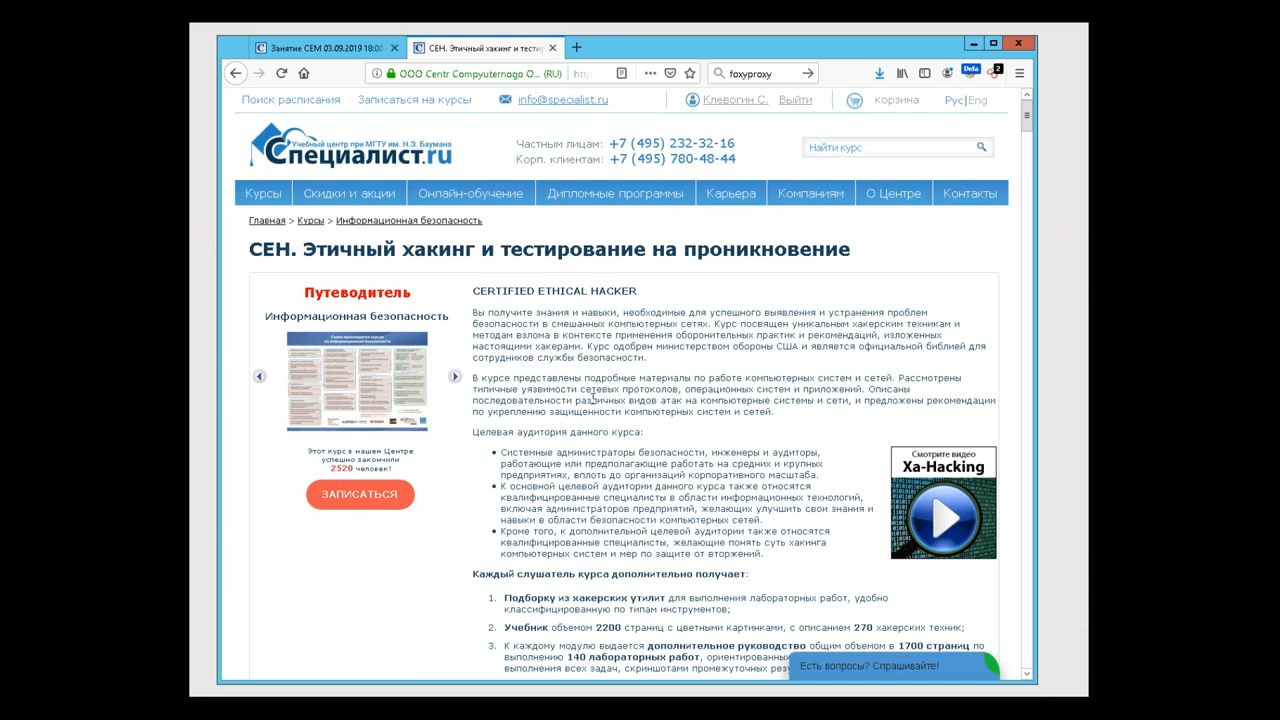 Занятие CEM 03.09.2019 18:00
CEH. Этичный хакинг и тестир
ООО Centr Compyuternogo O... (RU)
foxyproxy
Defa
2
Поиск расписания
Записаться на курсы
info@specialist.ru
Клевогин С.
Выйти
корзина
Рус|Eng
Учебный центр при МГТУ им. Н.Э. Баумана
Специалист.ru
Частным лицам: +7 (495) 232-32-16
Корп. клиентам: +7 (495) 780-48-44
Найти курс
Курсы
Скидки и акции
Онлайн-обучение
Дипломные программы
Карьера
Компаниям
О Центре
Контакты
Главная > Курсы > Информационная безопасность
CEH. Этичный хакинг и тестирование на проникновение
Путеводитель
Информационная безопасность
Этот курс в нашем Центре
успешно закончили
2520 человек!
ЗАПИСАТЬСЯ
CERTIFIED ETHICAL HACKER
Вы получите знания и навыки, необходимые для успешного выявления и устранения проблем
безопасности в смешанных компьютерных сетях. Курс посвящен уникальным хакерским техникам и
методам взлома в контексте применения оборонительных практик и рекомендаций, изложенных
настоящими хакерами. Курс одобрен министерством обороны США и является официальной библией для
сотрудников службы безопасности.
В курсе представлены подробные материалы по работе компьютерных систем и сетей. Рассмотрены
типичные уязвимости сетевых протоколов, операционных систем и приложений. Описаны
последовательности различных видов атак на компьютерные системы и сети, и предложены рекомендации
по укреплению защищенности компьютерных систем и сетей.
Целевая аудитория данного курса:
• Системные администраторы безопасности, инженеры и аудиторы,
работающие или предполагающие работать на средних и крупных
предприятиях, вплоть до организаций корпоративного масштаба.
• К основной целевой аудитории данного курса также относятся
квалифицированные специалисты в области информационных технологий,
включая администраторов предприятий, желающих улучшить свои знания и
навыки в области безопасности компьютерных сетей.
• Кроме того, к дополнительной целевой аудитории также относятся
квалифицированные специалисты, желающие понять суть хакинга
компьютерных систем и мер по защите от вторжений.
Смотрите видео
Xa-Hacking
Каждый слушатель курса дополнительно получает:
1. Подборку из хакерских утилит для выполнения лабораторных работ, удобно
классифицированную по типам инструментов;
2. Учебник объемом 2200 страниц с цветными картинками, с описанием 270 хакерских техник;
3. К каждому модулю выдается дополнительное руководство общим объемом в 1700 страниц по
выполнению 140 лабораторных работ, ориентированных
выполнения всех задач, скриншотами промежуточных
Есть вопросы? Спрашивайте!